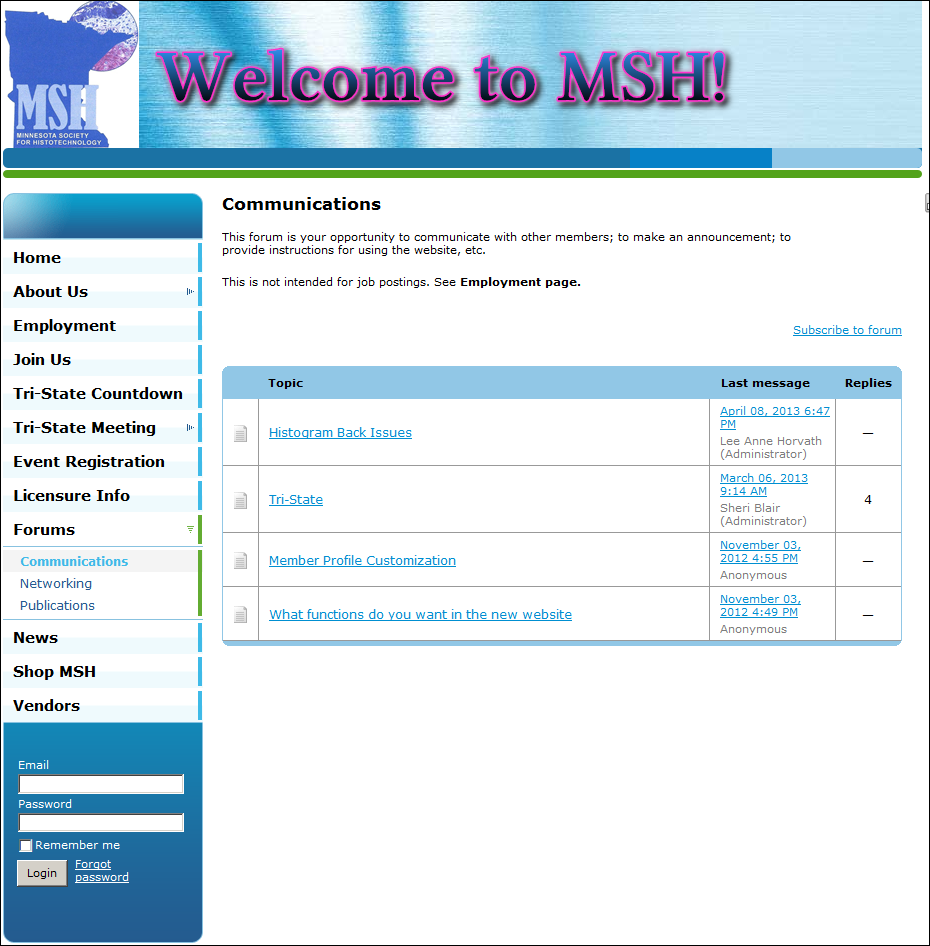 MSH
MINNESOTA SOCIETY
FOR HISTOTECHNOLOGY
Welcome to MSH!
Home
About Us
Employment
Join Us
Tri-State Countdown
Tri-State Meeting
Event Registration
Licensure Info
Forums
Communications
Networking
Publications
News
Shop MSH
Vendors
Email
Password
Remember me
Login
Forgot
password
Communications
This forum is your opportunity to communicate with other members; to make an announcement; to
provide instructions for using the website, etc.
This is not intended for job postings. See Employment page.
Subscribe to forum
Topic Last message Replies
Histogram Back Issues
April 08, 2013 6:47
PM
Lee Anne Horvath
(Administrator)
—
Tri-State
March 06, 2013
9:14 AM
Sheri Blair
(Administrator)
4
Member Profile Customization
November 03,
2012 4:55 PM
Anonymous
—
What functions do you want in the new website
November 03,
2012 4:49 PM
Anonymous
—